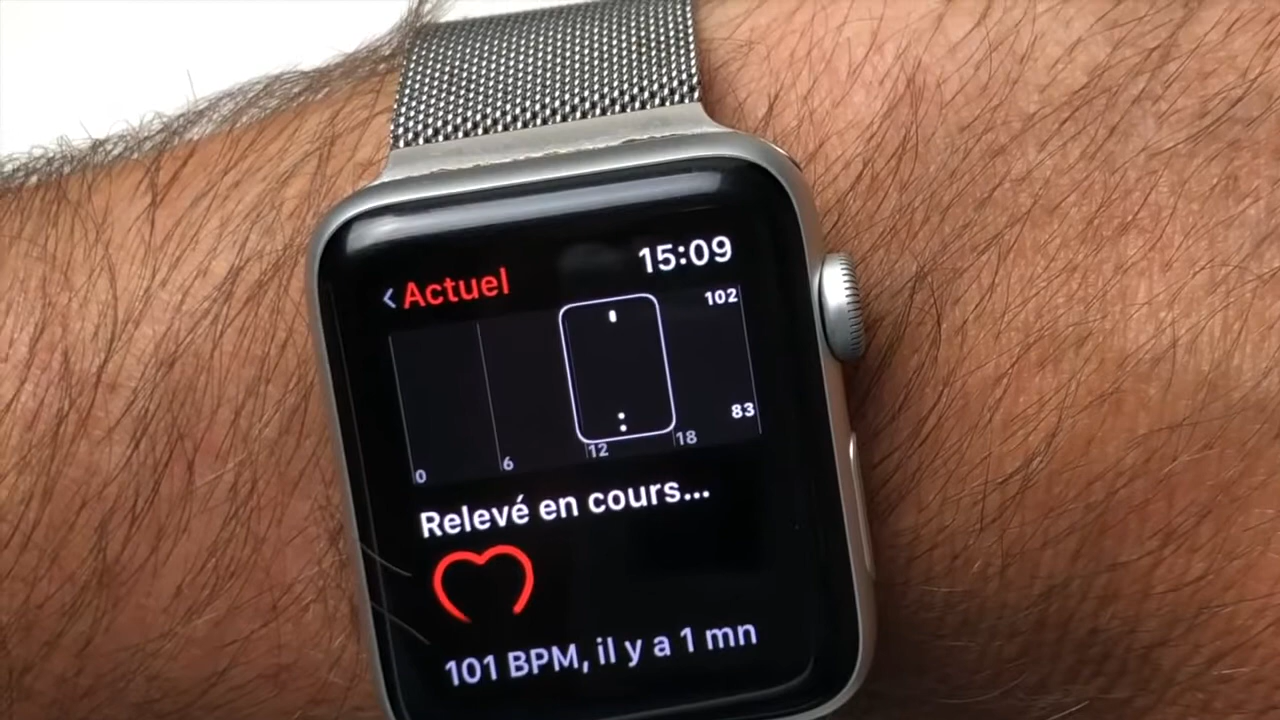 < Actuel
15:09
102
83
0 6 12 18
Relevé en cours...
101 BPM, il y a 1 mn